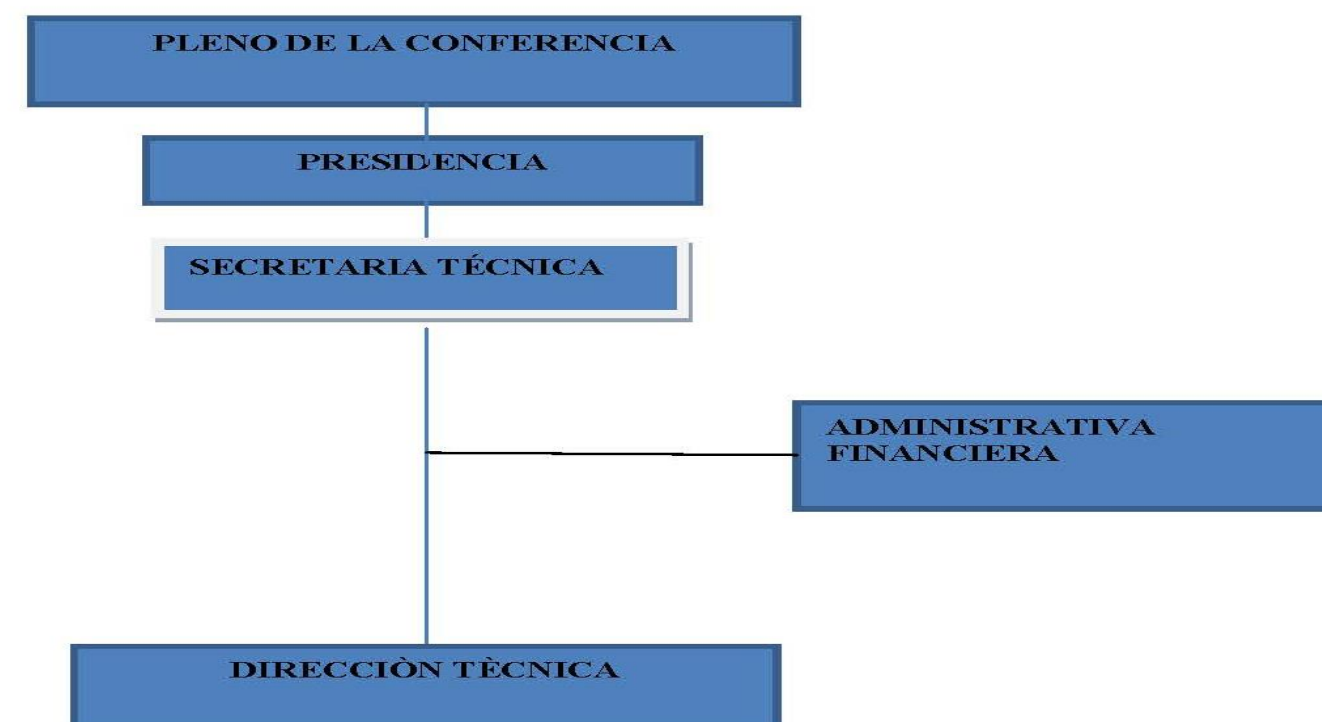 PLENO DE LA CONFERENCIA
PRESIDENCIA
SECRETARIA TÉCNICA
ADMINISTRATIVA
FINANCIERA
DIRECCIÒN TÈCNICA